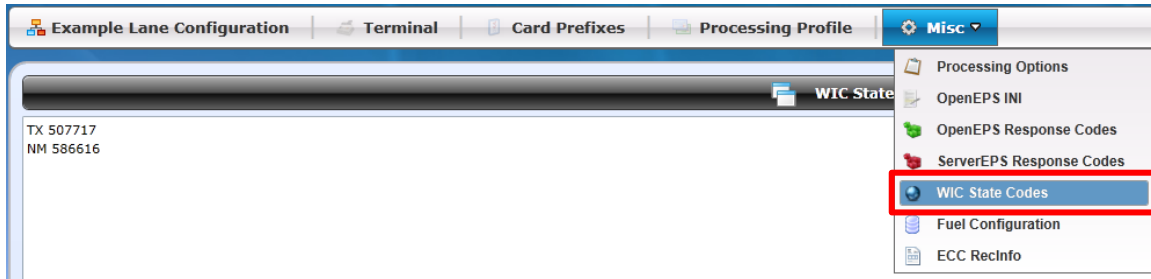 Example Lane Configuration Terminal Card Prefixes Processing Profile Misc
WIC State
TX 507717
NM 586616
Processing Options
OpenEPS INI
OpenEPS Response Codes
ServerEPS Response Codes
WIC State Codes
Fuel Configuration
ECC RecInfo